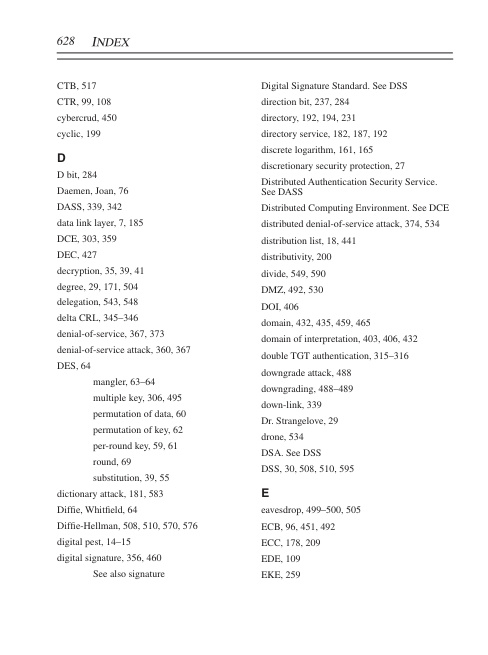 628 INDEX
CTB, 517
CTR, 99, 108
cybercrud, 450
cyclic, 199
D
D bit, 284
Daemen, Joan, 76
DASS, 339, 342
data link layer, 7, 185
DCE, 303, 359
DEC, 427
decryption, 35, 39, 41
degree, 29, 171, 504
delegation, 543, 548
delta CRL, 345–346
denial-of-service, 367, 373
denial-of-service attack, 360, 367
DES, 64
mangler, 63–64
multiple key, 306, 495
permutation of data, 60
permutation of key, 62
per-round key, 59, 61
round, 69
substitution, 39, 55
dictionary attack, 181, 583
Diffie, Whitfield, 64
Diffie-Hellman, 508, 510, 570, 576
digital pest, 14–15
digital signature, 356, 460
See also signature
Digital Signature Standard. See DSS
direction bit, 237, 284
directory, 192, 194, 231
directory service, 182, 187, 192
discrete logarithm, 161, 165
discretionary security protection, 27
Distributed Authentication Security Service.
See DASS
Distributed Computing Environment. See DCE
distributed denial-of-service attack, 374, 534
distribution list, 18, 441
distributivity, 200
divide, 549, 590
DMZ, 492, 530
DOI, 406
domain, 432, 435, 459, 465
domain of interpretation, 403, 406, 432
double TGT authentication, 315–316
downgrade attack, 488
downgrading, 488–489
down-link, 339
Dr. Strangelove, 29
drone, 534
DSA. See DSS
DSS, 30, 508, 510, 595
E
eavesdrop, 499–500, 505
ECB, 96, 451, 492
ECC, 178, 209
EDE, 109
EKE, 259